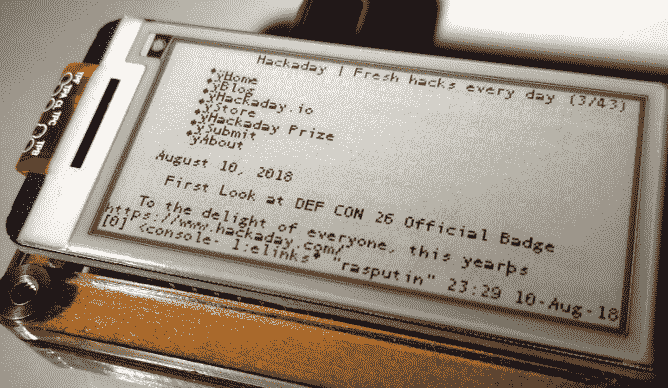 Hackaday | Fresh hacks every day (3/43)
♦yHome
♦yBlog
♦yHackaday.io
♦yStore
♦yHackaday Prize
♦ySubmit
♦yAbout
August 10, 2018
First Look at DEF CON 26 Official Badge
To the delight of everyone, this yearþs
https://www.hackaday.com/
[0] <console- 1:elinks* "rasputin" 23:29 10-Aug-18